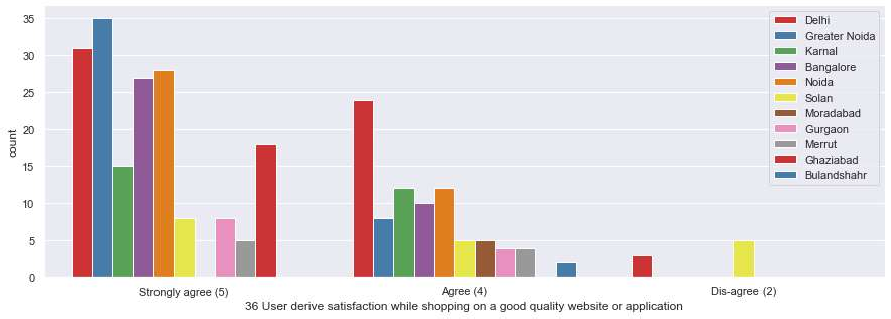 35
30
25
20
15
10
5
0
count
Strongly agree (5)
Agree (4)
Dis-agree (2)
36 User derive satisfaction while shopping on a good quality website or application
Delhi
Greater Noida
Karnal
Bangalore
Noida
Solan
Moradabad
Gurgaon
Merrut
Ghaziabad
Bulandshahr